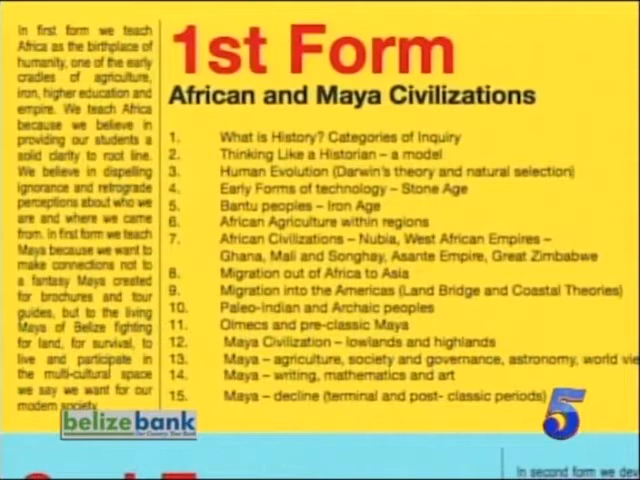 In first form we teach
Africa as the birthplace of
humanity, one of the early
cradles of agriculture,
iron, higher education and
empire. We teach Africa
because we believe in
providing our students a
solid clarity to root line.
We believe in dispelling
ignorance and retrograde
perceptions about who we
are and where we came
from. In first form we teach
Maya because we want to
make connections not to
a fantasy Maya created
for brochures and tour
guides, but to the living
Maya of Belize fighting
for land, for survival, to
live and participate in
the multi-cultural space
we say we want for our
modern society.
1st Form
African and Maya Civilizations
1. What is History? Categories of Inquiry
2. Thinking Like a Historian – a model
3. Human Evolution (Darwin's theory and natural selection)
4. Early Forms of technology – Stone Age
5. Bantu peoples – Iron Age
6. African Agriculture within regions
7. African Civilizations – Nubia, West African Empires –
Ghana, Mali and Songhay, Asante Empire, Great Zimbabwe
8. Migration out of Africa to Asia
9. Migration into the Americas (Land Bridge and Coastal Theories)
10. Paleo-Indian and Archaic peoples
11. Olmecs and pre-classic Maya
12. Maya Civilization – lowlands and highlands
13. Maya – agriculture, society and governance, astronomy, world vie
14. Maya – writing, mathematics and art
15. Maya – decline (terminal and post- classic periods)
belizebank
5
In second form we dev